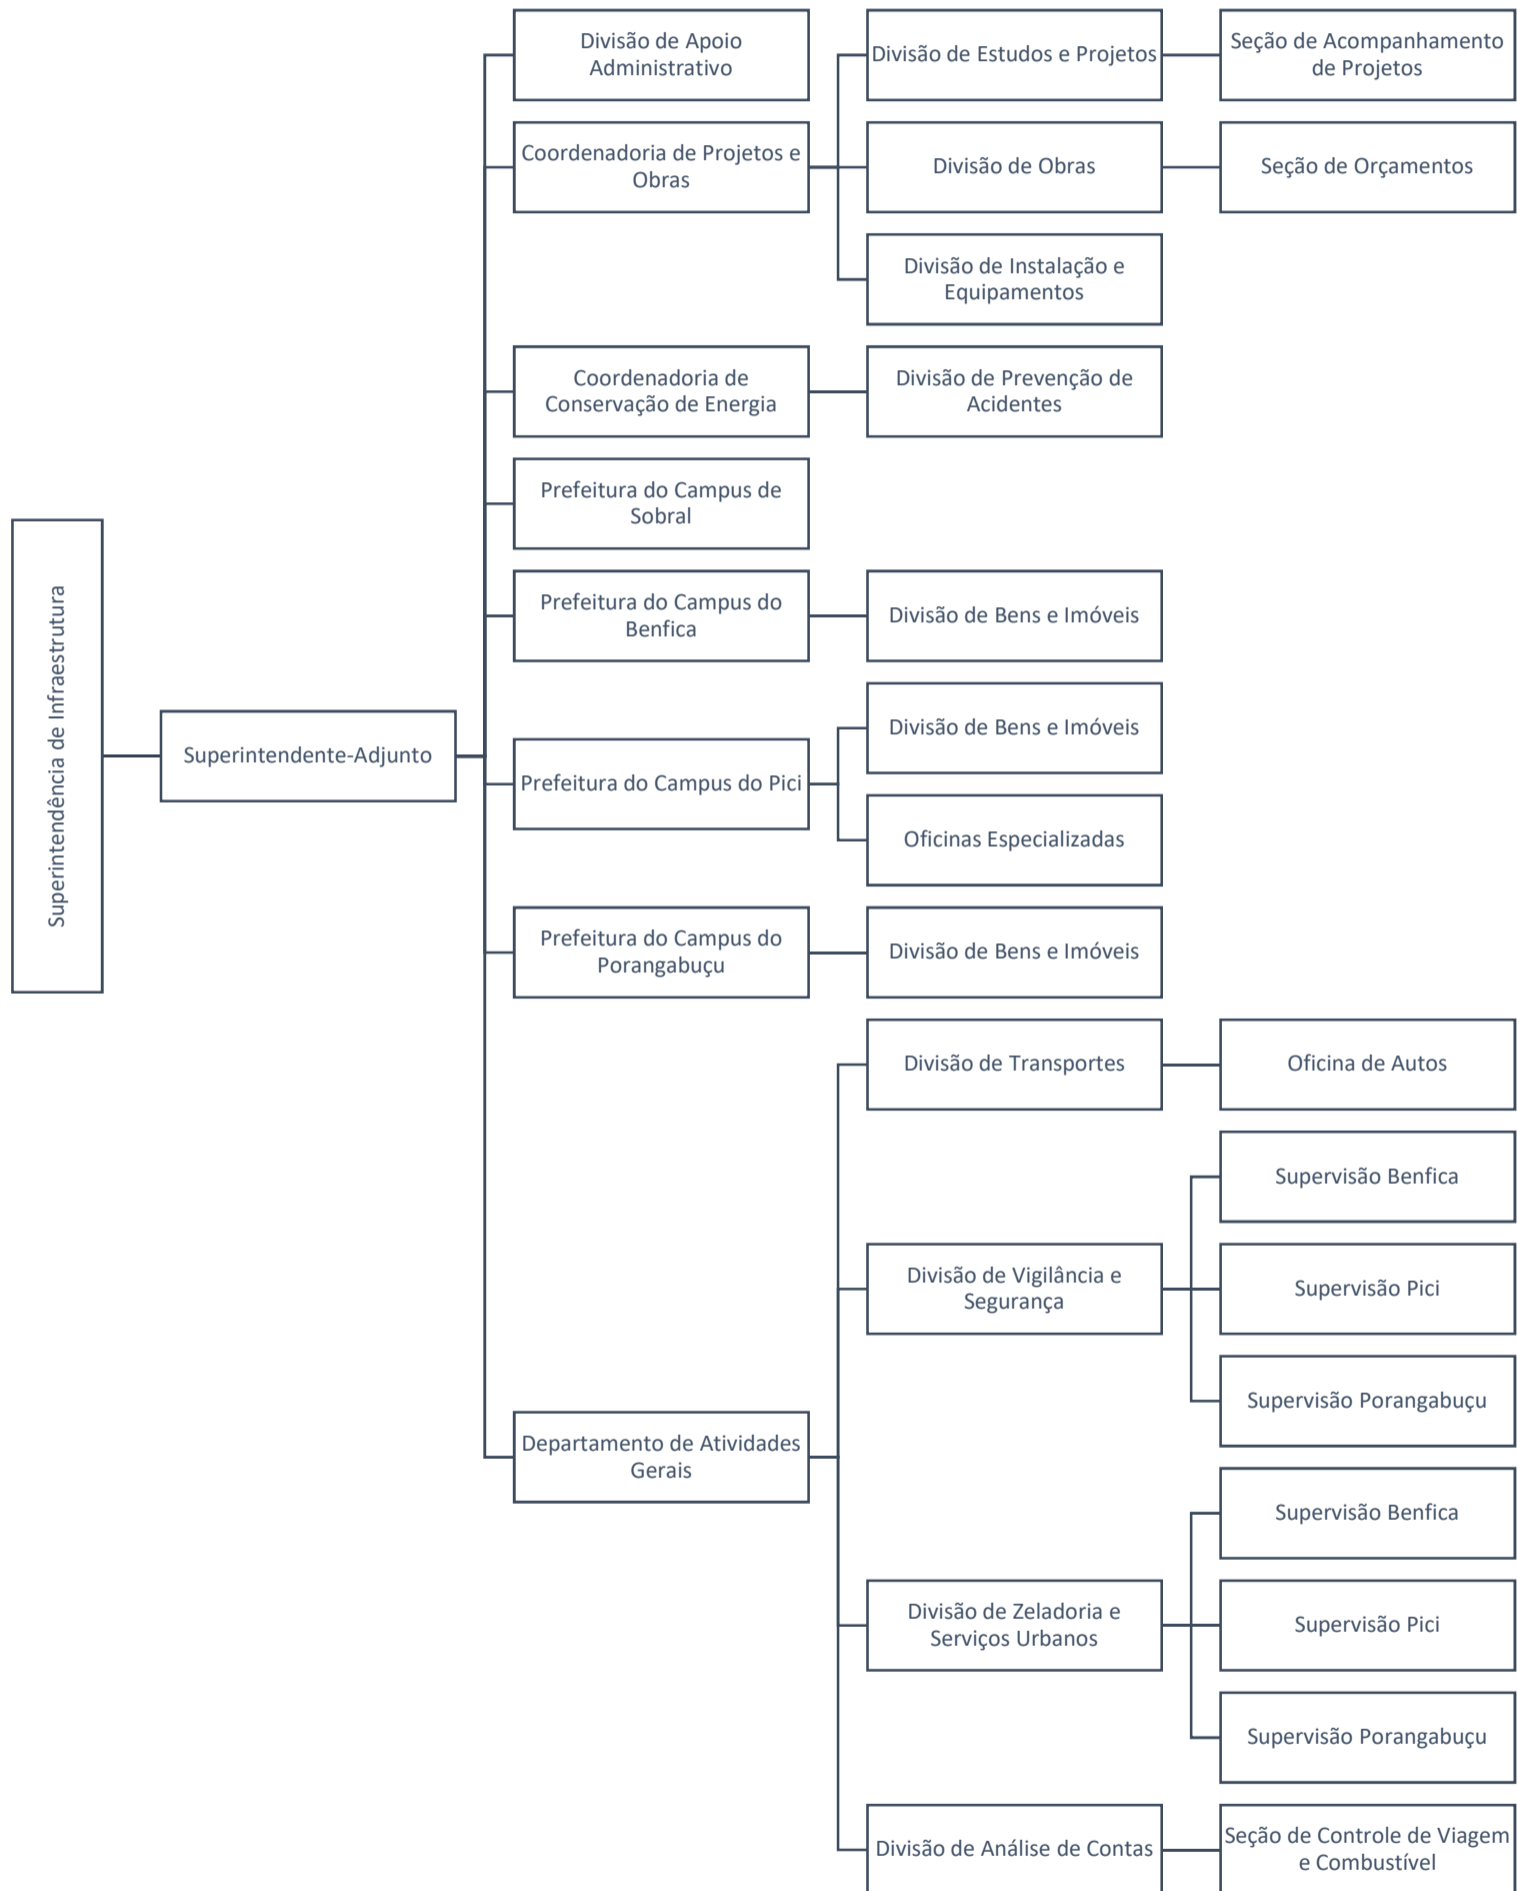 Superintendência de Infraestrutura
Superintendente-Adjunto
Divisão de Apoio
Administrativo
Coordenadoria de Projetos e
Obras
Divisão de Estudos e Projetos
Seção de Acompanhamento
de Projetos
Divisão de Obras
Seção de Orçamentos
Divisão de Instalação e
Equipamentos
Coordenadoria de
Conservação de Energia
Divisão de Prevenção de
Acidentes
Prefeitura do Campus de
Sobral
Prefeitura do Campus do
Benfica
Divisão de Bens e Imóveis
Prefeitura do Campus do Pici
Divisão de Bens e Imóveis
Oficinas Especializadas
Prefeitura do Campus do
Porangabuçu
Divisão de Bens e Imóveis
Departamento de Atividades
Gerais
Divisão de Transportes
Oficina de Autos
Divisão de Vigilância e
Segurança
Supervisão Benfica
Supervisão Pici
Supervisão Porangabuçu
Divisão de Zeladoria e
Serviços Urbanos
Supervisão Benfica
Supervisão Pici
Supervisão Porangabuçu
Divisão de Análise de Contas
Seção de Controle de Viagem
e Combustível